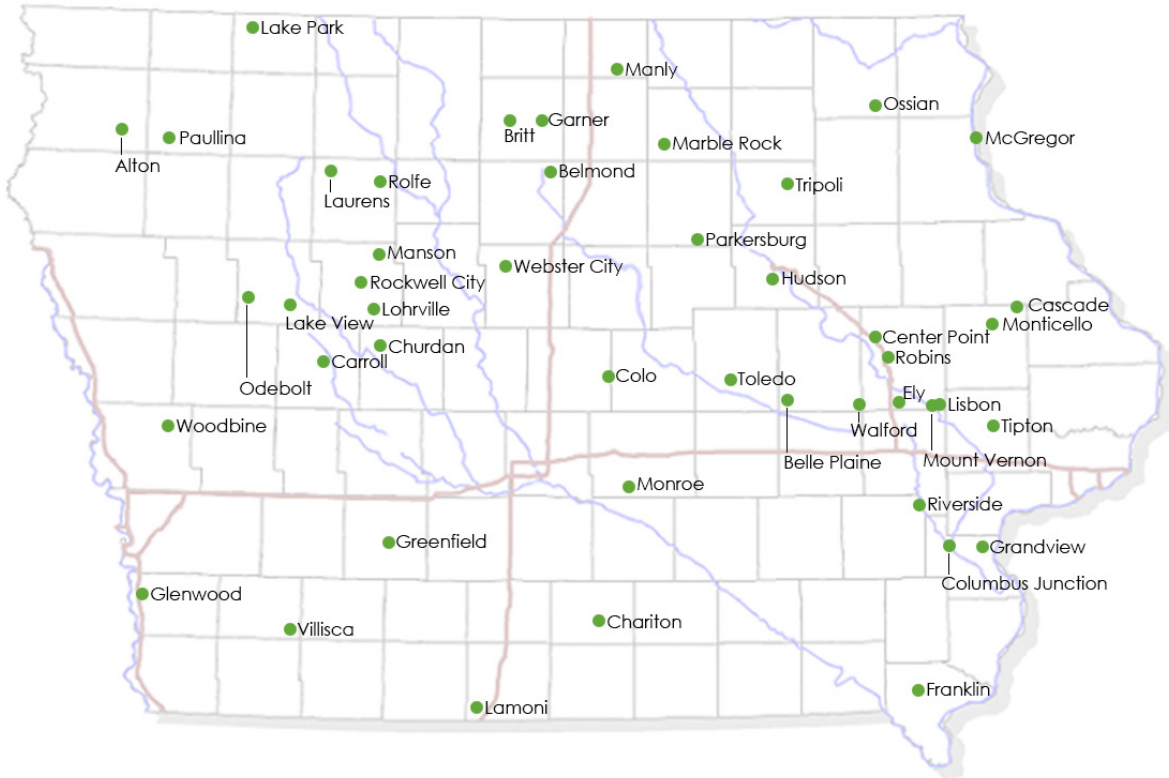 Lake Park
Manly
Ossian
Britt
Garner
Alton
Paullina
Marble Rock
McGregor
Laurens
Rolfe
Belmond
Tripoli
Parkersburg
Manson
Webster City
Rockwell City
Hudson
Lake View
Lohrville
Cascade
Monticello
Center Point
Churdan
Robins
Carroll
Odebolt
Colo
Toledo
Ely
Lisbon
Woodbine
Walford
Tipton
Belle Plaine
Mount Vernon
Monroe
Riverside
Greenfield
Grandview
Columbus Junction
Glenwood
Villisca
Chariton
Franklin
Lamoni